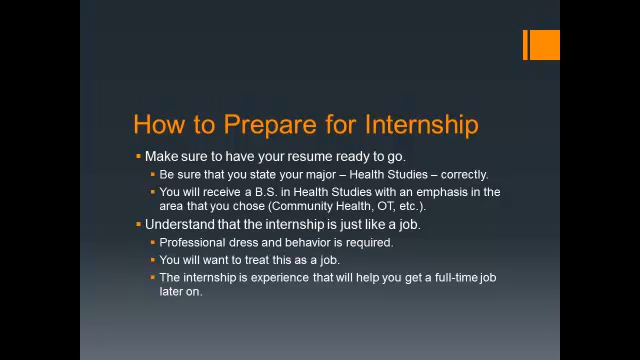 How to Prepare for Internship
Make sure to have your resume ready to go.
Be sure that you state your major – Health Studies – correctly.
You will receive a B.S. in Health Studies with an emphasis in the
area that you chose (Community Health, OT, etc.).
Understand that the internship is just like a job.
Professional dress and behavior is required.
You will want to treat this as a job.
The internship is experience that will help you get a full-time job
later on.